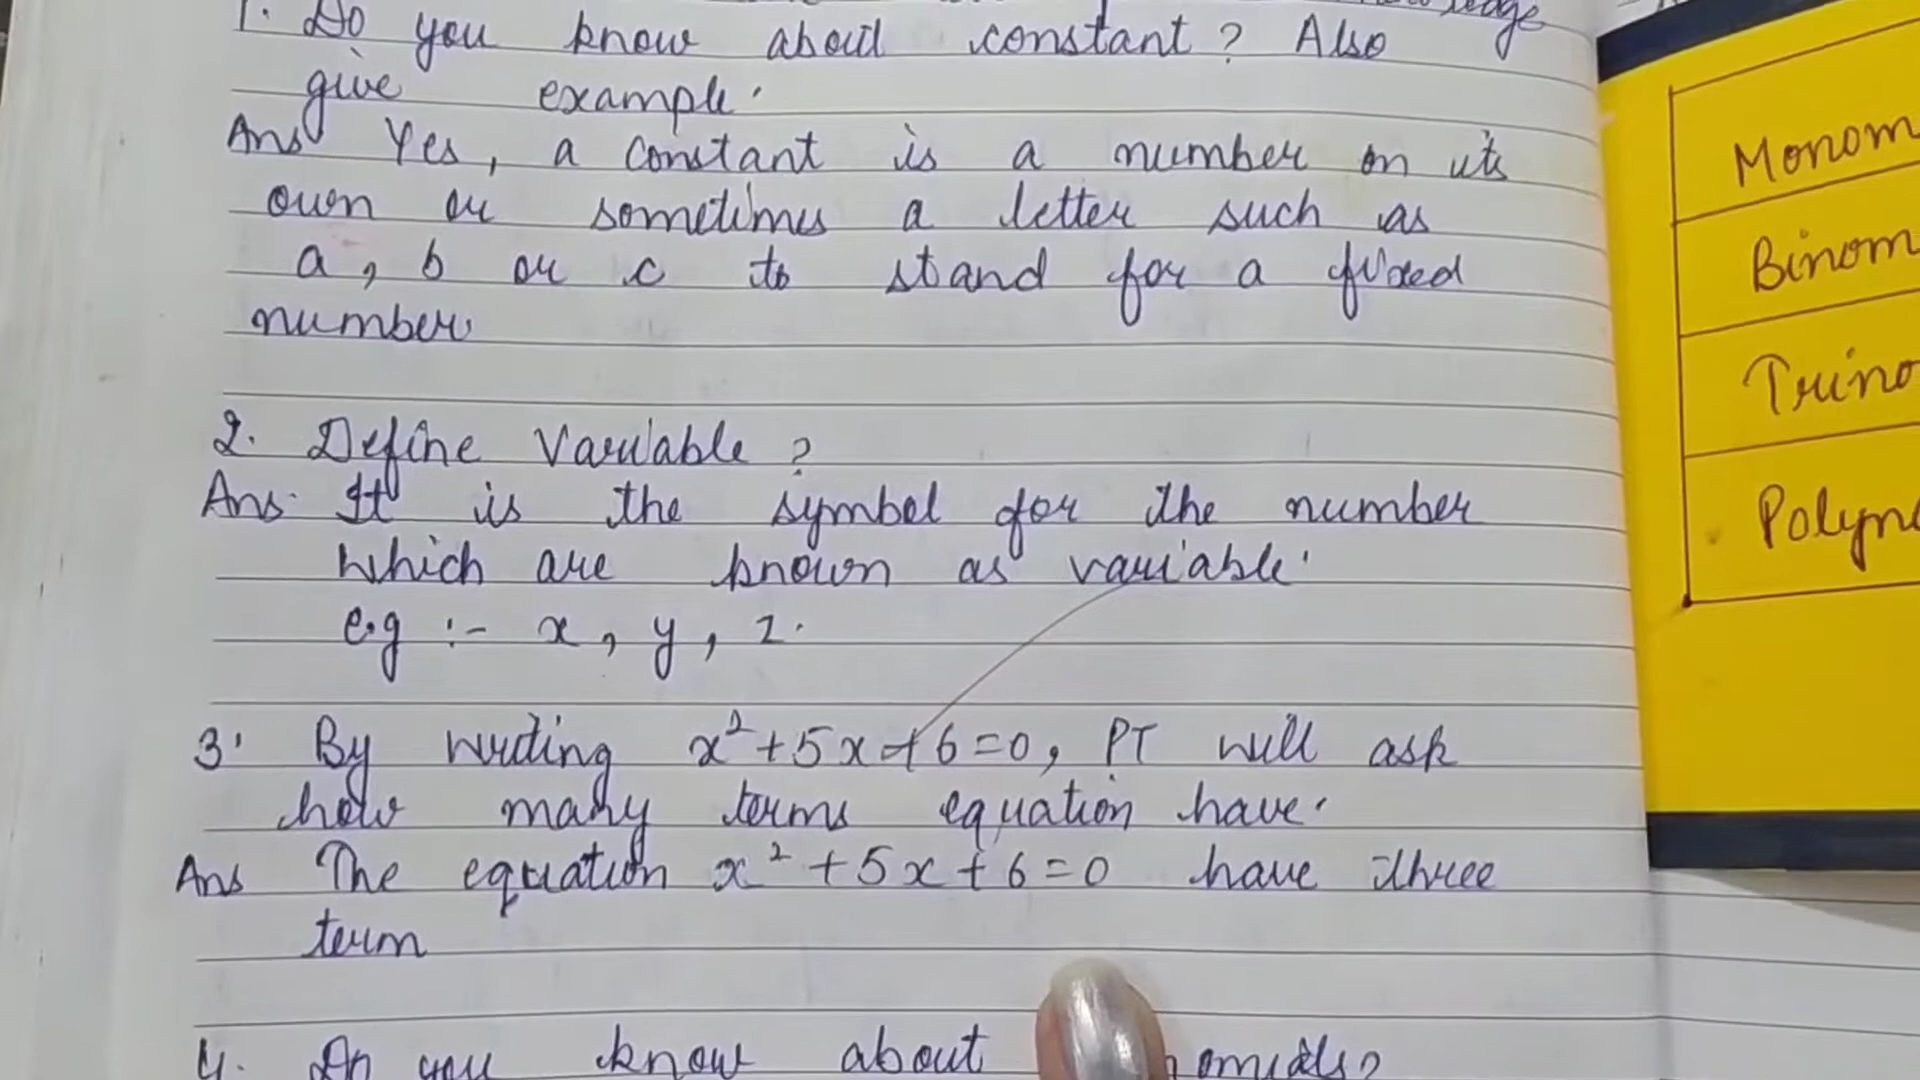 1. Do you know about constant? Also
give example.
Ans Yes, a constant is a number on its
own or sometimes a letter such as
a, b or c to stand for a fixed
number.
2. Define Variable?
Ans. It is the symbol for the number
which are known as variable.
e.g :- x, y, z.
3. By writing x²+5x+6=0, PT will ask
how many terms equation have.
Ans The equation x²+5x+6=0 have three
term
4. Do you know about
Monom
Binom
Trino
Polyno